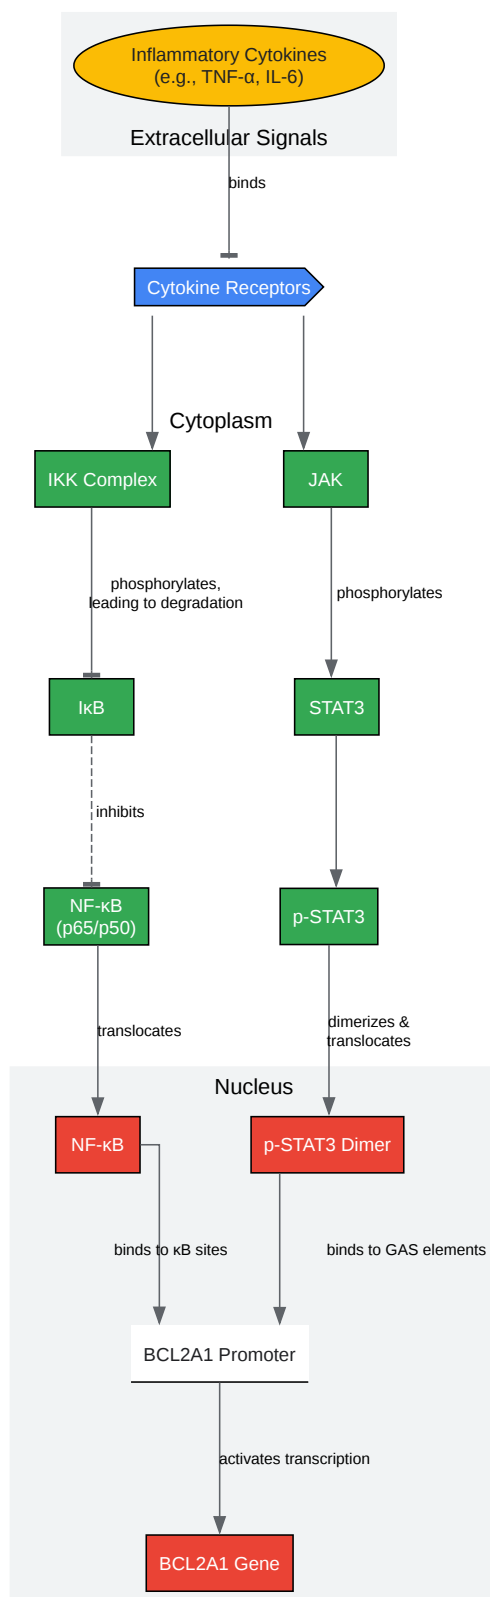 Inflammatory Cytokines
(e.g., TNF-α, IL-6)
Extracellular Signals
binds
Cytokine Receptors
Cytoplasm
IKK Complex
JAK
phosphorylates,
leading to degradation
phosphorylates
IκB
STAT3
inhibits
NF-κB
(p65/p50)
p-STAT3
translocates
dimerizes &
translocates
Nucleus
NF-κB
p-STAT3 Dimer
binds to κB sites
binds to GAS elements
BCL2A1 Promoter
activates transcription
BCL2A1 Gene